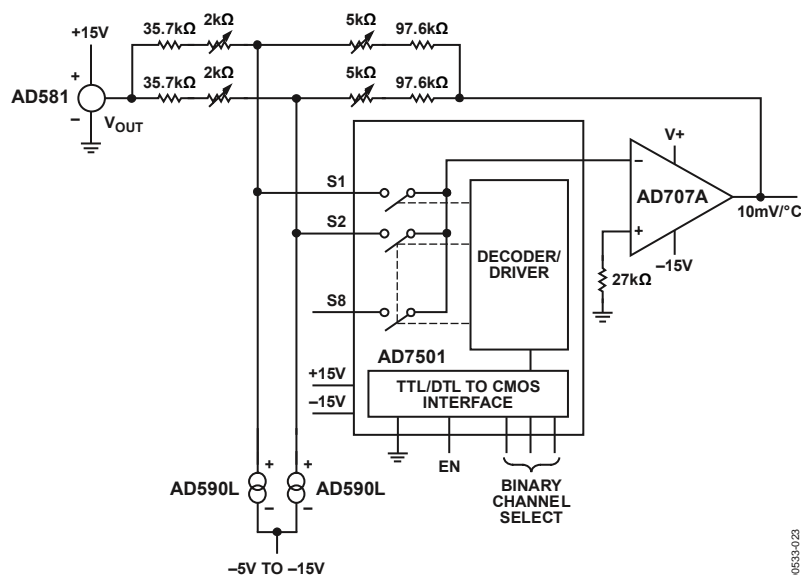 +15V
35.7kΩ
2kΩ
5kΩ
97.6kΩ
+
35.7kΩ
2kΩ
5kΩ
97.6kΩ
AD581
–
VOUT
V+
S1
–
AD707A
10mV/°C
S2
DECODER/
DRIVER
+
–15V
27kΩ
S8
AD7501
+15V
–15V
TTL/DTL TO CMOS
INTERFACE
EN
BINARY
CHANNEL
SELECT
+
+
AD590L
AD590L
–
–
–5V TO –15V
00533-023